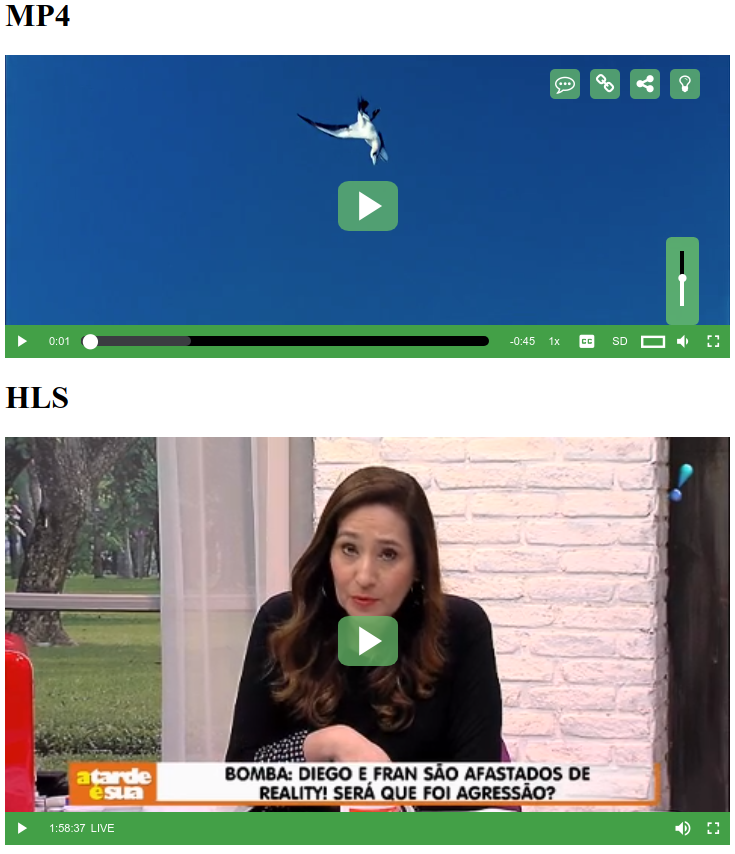 MP4
0:01
-0:45
1x
CC
SD
HLS
a tarde
é sua
BOMBA: DIEGO E FRAN SÃO AFASTADOS DE
REALITY! SERÁ QUE FOI AGRESSÃO?
1:58:37 LIVE